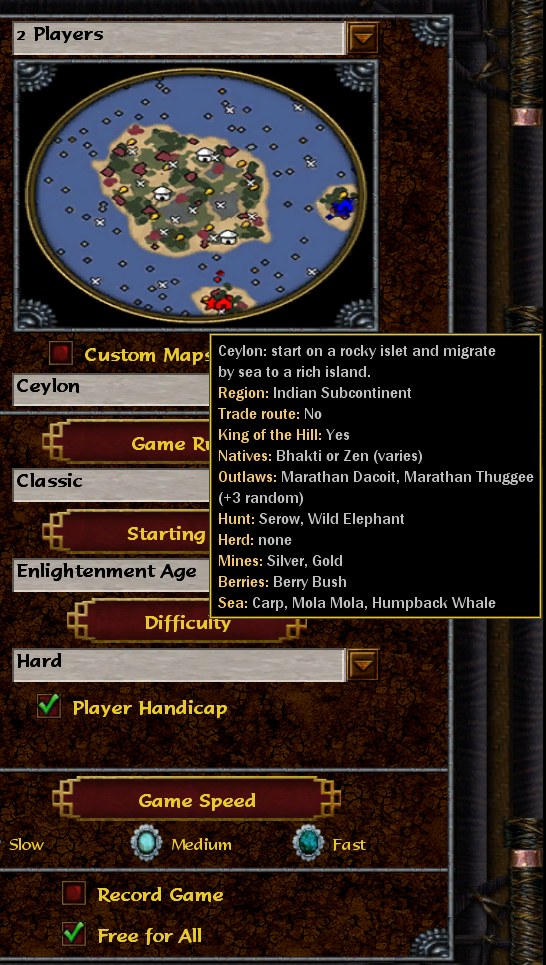 2 Players
Custom Maps
Ceylon
Game Ru
Classic
Starting
Enlightenment Age
Difficulty
Hard
Player Handicap
Game Speed
Slow
Medium
Fast
Record Game
Free for All
Ceylon: start on a rocky islet and migrate
by sea to a rich island.
Region: Indian Subcontinent
Trade route: No
King of the Hill: Yes
Natives: Bhakti or Zen (varies)
Outlaws: Marathan Dacoit, Marathan Thuggee
(+3 random)
Hunt: Serow, Wild Elephant
Herd: none
Mines: Silver, Gold
Berries: Berry Bush
Sea: Carp, Mola Mola, Humpback Whale